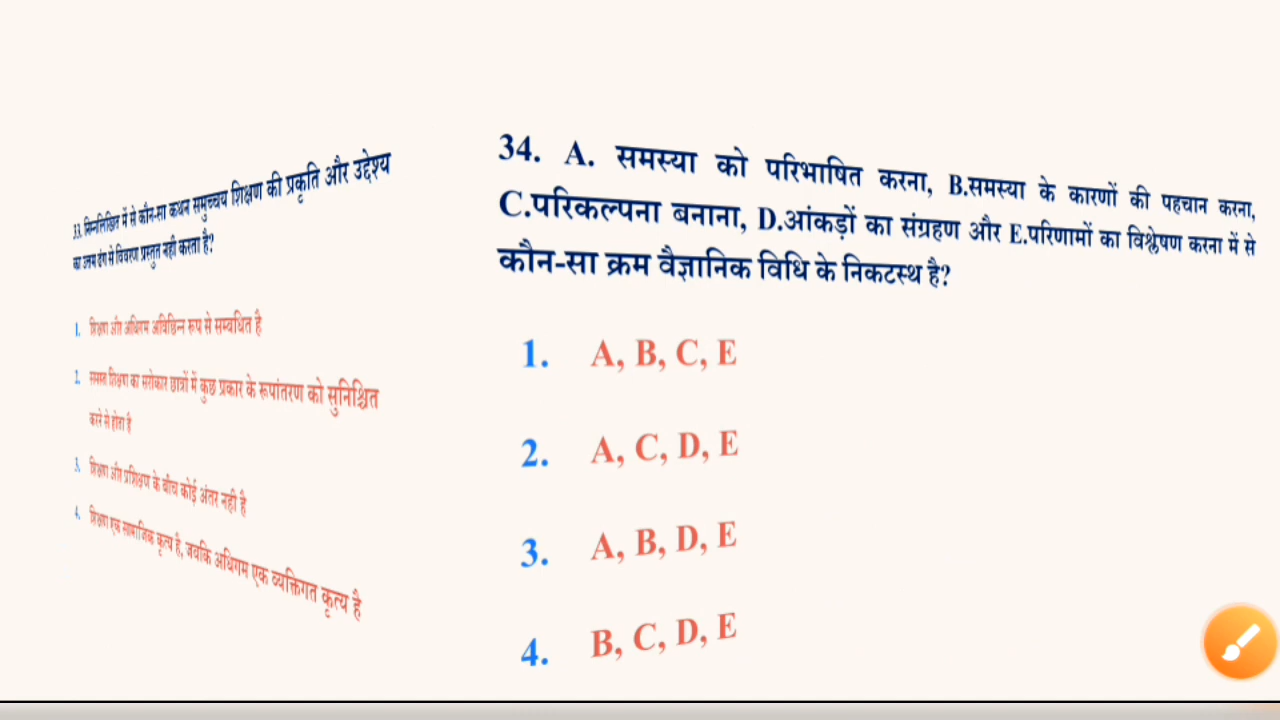 33. निम्नलिखित में से कौन-सा कथन समुच्चय शिक्षण की प्रकृति और उद्देश्य
का उत्तम ढंग से विवरण प्रस्तुत नही करता है?
1. शिक्षण और अधिगम अविछिन्न रूप से सम्बंधित है
2. समस्त शिक्षण का सरोकार छात्रों में कुछ प्रकार के रूपांतरण को सुनिश्चित
करने से होता है
3. शिक्षण और प्रशिक्षण के बीच कोई अंतर नही है
4. शिक्षण एक सामाजिक कृत्य है, जबकि अधिगम एक व्यक्तिगत कृत्य है
34. A. समस्या को परिभाषित करना, B.समस्या के कारणों की पहचान करना,
C.परिकल्पना बनाना, D.आंकड़ों का संग्रहण और E.परिणामों का विश्लेषण करना में से
कौन-सा क्रम वैज्ञानिक विधि के निकटस्थ है?
1. A, B, C, E
2. A, C, D, E
3. A, B, D, E
4. B, C, D, E